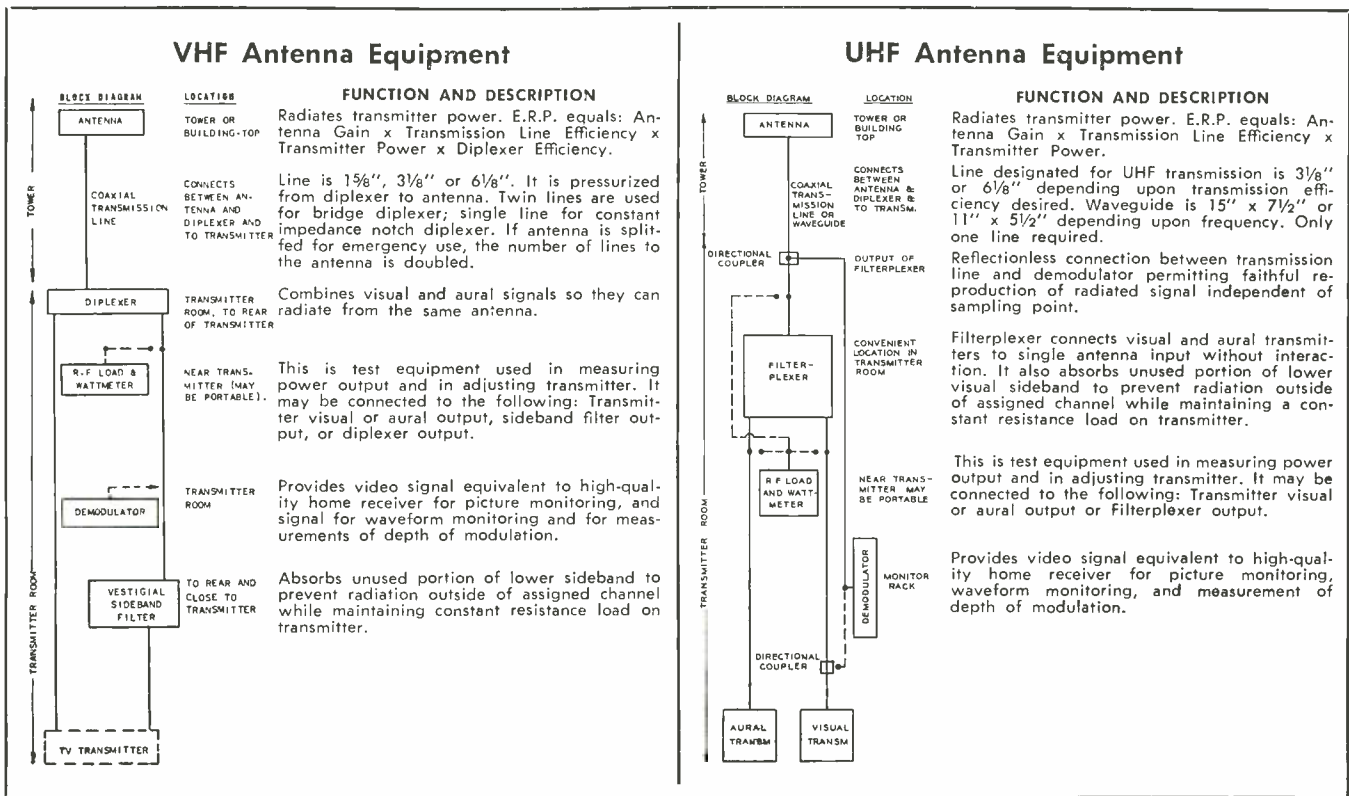 VHF Antenna Equipment
BLOCK DIAGRAM
LOCATION
FUNCTION AND DESCRIPTION
ANTENNA
TOWER OR
BUILDING-TOP
Radiates transmitter power. E.R.P. equals: An-
tenna Gain x Transmission Line Efficiency x
Transmitter Power x Diplexer Efficiency.
TOWER
COAXIAL
TRANSMISSION
LINE
CONNECTS
BETWEEN AN-
TENNA AND
DIPLEXER AND
TO TRANSMITTER
Line is 1⅝", 3⅛" or 6⅛". It is pressurized
from diplexer to antenna. Twin lines are used
for bridge diplexer; single line for constant
impedance notch diplexer. If antenna is split-
fed for emergency use, the number of lines to
the antenna is doubled.
DIPLEXER
TRANSMITTER
ROOM, TO REAR
OF TRANSMITTER
Combines visual and aural signals so they can
radiate from the same antenna.
R-F LOAD &
WATTMETER
NEAR TRANS-
MITTER (MAY
BE PORTABLE).
This is test equipment used in measuring
power output and in adjusting transmitter. It
may be connected to the following: Transmit-
ter visual or aural output, sideband filter out-
put, or diplexer output.
DEMODULATOR
TRANSMITTER
ROOM
Provides video signal equivalent to high-qual-
ity home receiver for picture monitoring, and
signal for waveform monitoring and for meas-
urements of depth of modulation.
TRANSMITTER ROOM
VESTIGIAL
SIDEBAND
FILTER
TO REAR AND
CLOSE TO
TRANSMITTER
Absorbs unused portion of lower sideband to
prevent radiation outside of assigned channel
while maintaining constant resistance load on
transmitter.
TV TRANSMITTER
UHF Antenna Equipment
BLOCK DIAGRAM
LOCATION
FUNCTION AND DESCRIPTION
ANTENNA
TOWER OR
BUILDING
TOP
Radiates transmitter power. E.R.P. equals: An-
tenna Gain x Transmission Line Efficiency x
Transmitter Power.
TOWER
COAXIAL
TRANS-
MISSION
LINE OR
WAVEGUIDE
CONNECTS
BETWEEN
ANTENNA &
DIPLEXER &
TO TRANSM.
Line designated for UHF transmission is 3⅛"
or 6⅛" depending upon transmission effi-
ciency desired. Waveguide is 15" x 7½" or
11" x 5½" depending upon frequency. Only
one line required.
DIRECTIONAL
COUPLER
OUTPUT OF
FILTERPLEXER
Reflectionless connection between transmission
line and demodulator permitting faithful re-
production of radiated signal independent of
sampling point.
FILTER-
PLEXER
CONVENIENT
LOCATION IN
TRANSMITTER
ROOM
Filterplexer connects visual and aural transmit-
ters to single antenna input without interac-
tion. It also absorbs unused portion of lower
visual sideband to prevent radiation outside
of assigned channel while maintaining a con-
stant resistance load on transmitter.
R F LOAD
AND WATT-
METER
NEAR TRANS-
MITTER MAY
BE PORTABLE
This is test equipment used in measuring power
output and in adjusting transmitter. It may be
connected to the following: Transmitter visual
or aural output or Filterplexer output.
TRANSMITTER ROOM
DEMODULATOR
MONITOR
RACK
Provides video signal equivalent to high-qual-
ity home receiver for picture monitoring,
waveform monitoring, and measurement of
depth of modulation.
DIRECTIONAL
COUPLER
AURAL
TRANSM
VISUAL
TRANSM